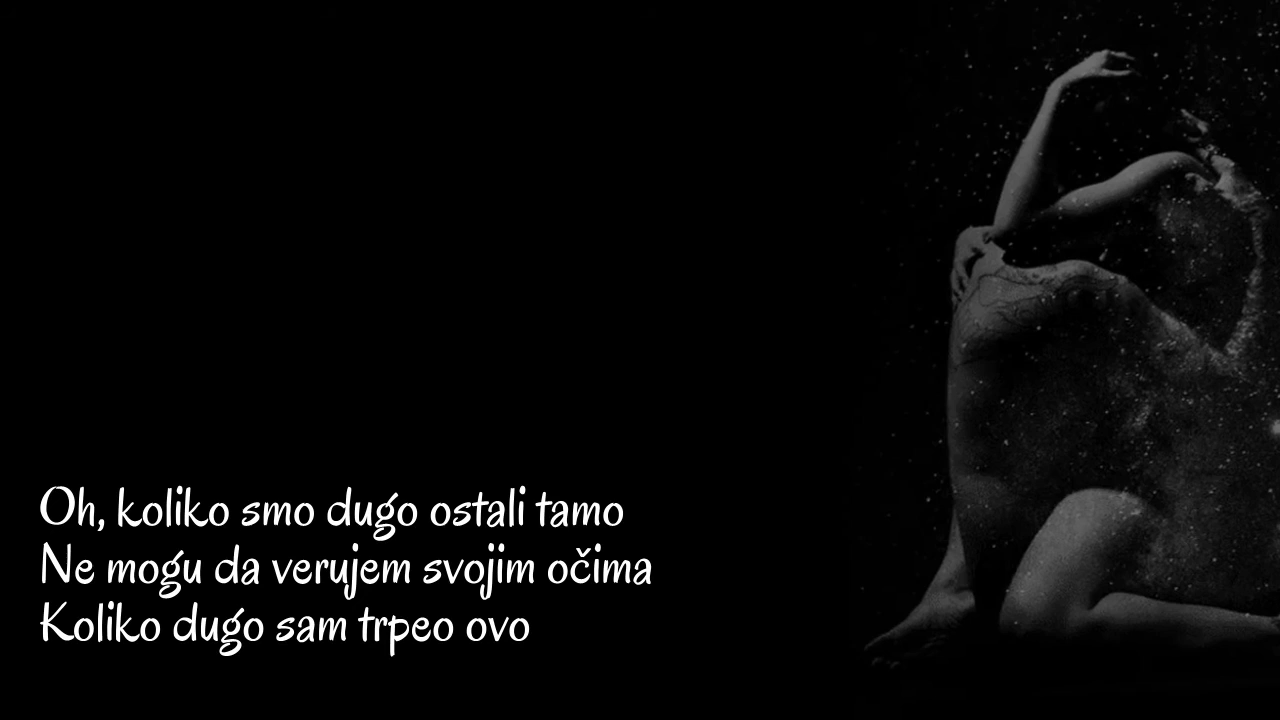 Oh, koliko smo dugo ostali tamo
Ne mogu da verujem svojim očima
Koliko dugo sam trpeo ovo